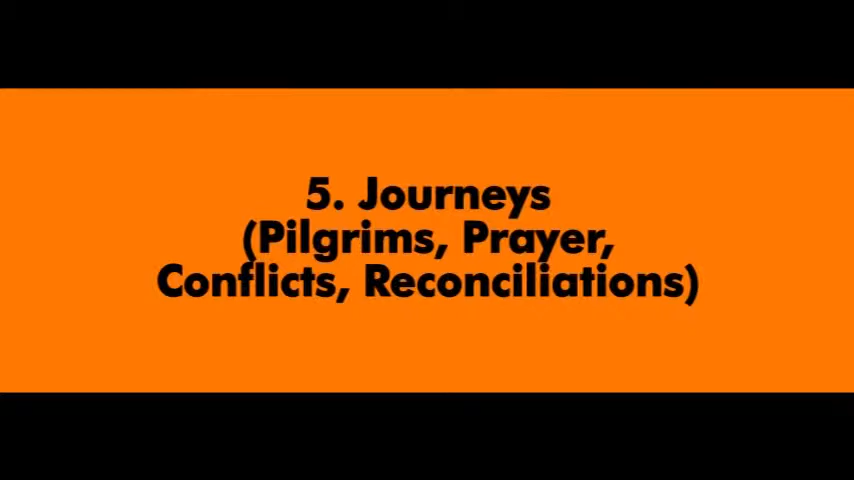 5. Journeys
(Pilgrims, Prayer,
Conflicts, Reconciliations)